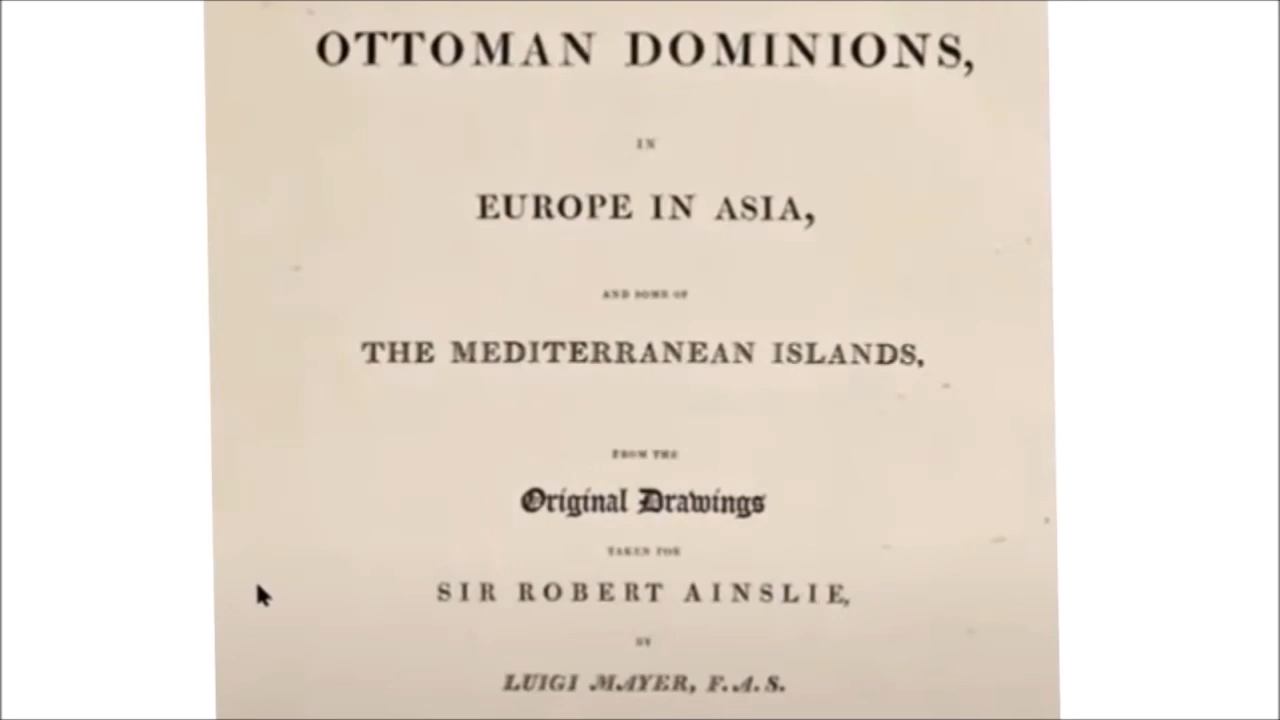 OTTOMAN DOMINIONS,
IN
EUROPE IN ASIA,
AND SOME OF
THE MEDITERRANEAN ISLANDS,
FROM THE
Original Drawings
TAKEN FOR
SIR ROBERT AINSLIE,
BY
LUIGI MAYER, F.A.S.